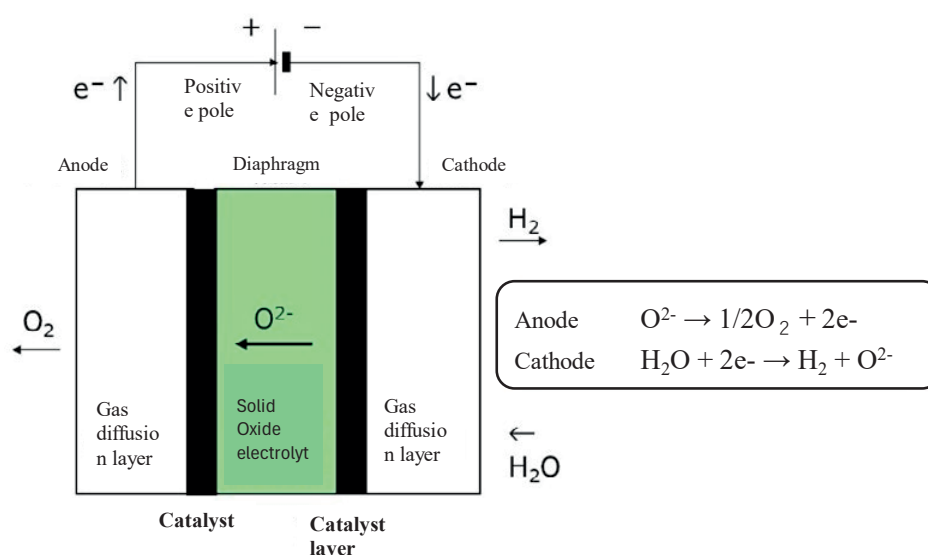 + −
e⁻ ↑
Positiv
e pole
Negativ
e pole
↓ e⁻
Anode
Diaphragm
Cathode
H₂
O₂
O²⁻
Anode O²⁻ → 1/2O₂ + 2e-
Cathode H₂O + 2e- → H₂ + O²⁻
Gas
diffusio
n layer
Solid
Oxide
electrolyt
Gas
diffusio
n layer
←
H₂O
Catalyst
Catalyst
layer